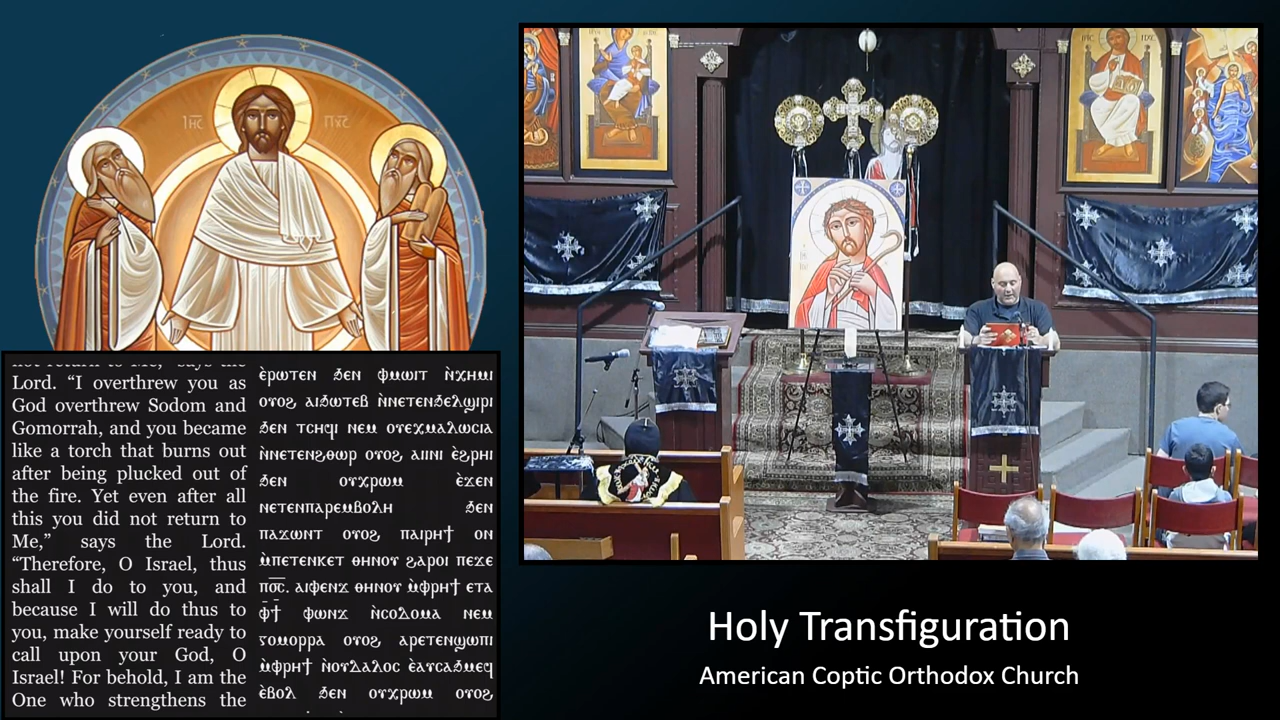 ΙΗ̅C̅ Π̅Χ̅C̅
Lord. “I overthrew you as
God overthrew Sodom and
Gomorrah, and you became
like a torch that burns out
after being plucked out of
the fire. Yet even after all
this you did not return to
Me,” says the Lord.
“Therefore, O Israel, thus
shall I do to you, and
because I will do thus to
you, make yourself ready to
call upon your God, O
Israel! For behold, I am the
One who strengthens the
ⲉ̀ⲣⲱⲧⲉⲛ ϧⲉⲛ ⲫⲙⲱⲓⲧ ⲛ̀ⲭⲏⲙⲓ
ⲟⲩⲟϩ ⲁⲓϧⲱⲧⲉⲃ ⲛ̀ⲛⲉⲧⲉⲛϧⲉⲗϣⲓⲣⲓ
ϧⲉⲛ ⲧⲥⲏϥⲓ ⲛⲉⲙ ⲟⲩⲉⲭⲙⲁⲗⲱⲥⲓⲁ
ⲛ̀ⲛⲉⲧⲉⲛϩⲑⲱⲣ ⲟⲩⲟϩ ⲁⲓⲓⲛⲓ ⲉ̀ϩⲣⲏⲓ
ϧⲉⲛ ⲟⲩⲭⲣⲱⲙ ⲉ̀ϫⲉⲛ
ⲛⲉⲧⲉⲛⲡⲁⲣⲉⲙⲃⲟⲗⲏ ϧⲉⲛ
ⲡⲁϫⲱⲛⲧ ⲟⲩⲟϩ ⲡⲁⲓⲣⲏϯ ⲟⲛ
ⲙ̀ⲡⲉⲧⲉⲛⲕⲉⲧ ⲑⲏⲛⲟⲩ ϩⲁⲣⲟⲓ ⲡⲉϫⲉ
ⲡⲟ̅ⲥ̅. ⲁⲓⲫⲉⲛϫ ⲑⲏⲛⲟⲩ ⲙ̀ⲫⲣⲏϯ ⲉⲧⲁ
ⲫϯ ⲫⲱⲛϫ ⲛ̀ⲥⲟⲇⲟⲙⲁ ⲛⲉⲙ
ⲅⲟⲙⲟⲣⲣⲁ ⲟⲩⲟϩ ⲁⲣⲉⲧⲉⲛϣⲱⲡⲓ
ⲙ̀ⲫⲣⲏϯ ⲛ̀ⲟⲩⲇⲁⲗⲟⲥ ⲉ̀ⲁⲩⲥⲁϧⲙⲉϥ
ⲉ̀ⲃⲟⲗ ϧⲉⲛ ⲟⲩⲭⲣⲱⲙ ⲟⲩⲟϩ
Holy Transfiguration
American Coptic Orthodox Church